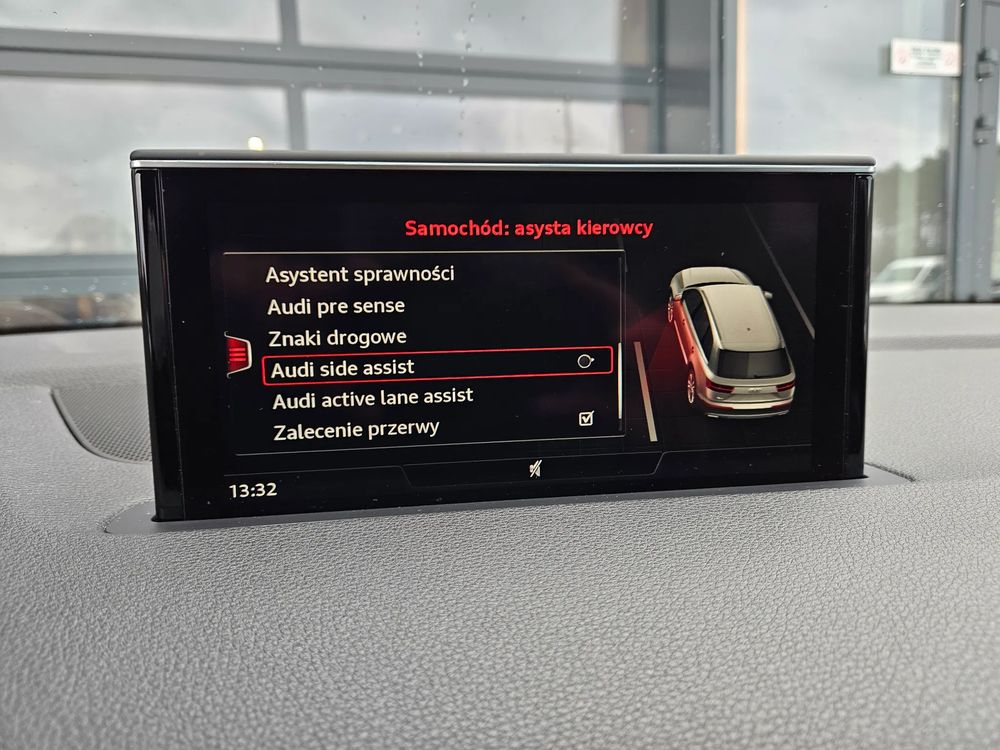 Samochód: asysta kierowcy
Asystent sprawności
Audi pre sense
Znaki drogowe
Audi side assist
Audi active lane assist
Zalecenie przerwy
13:32